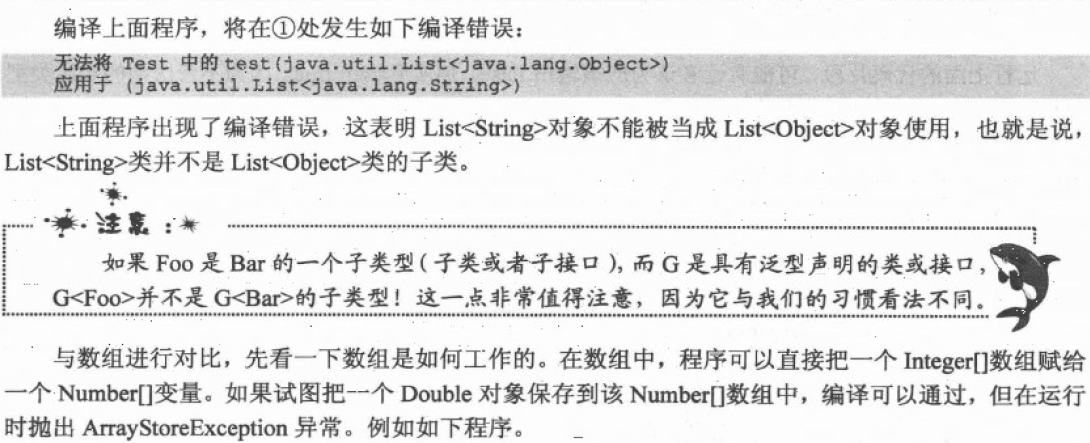 编译上面程序，将在①处发生如下编译错误：
无法将 Test 中的 test(java.util.List<java.lang.Object>)
应用于 (java.util.List<java.lang.String>)
上面程序出现了编译错误，这表明 List<String>对象不能被当成 List<Object>对象使用，也就是说，
List<String>类并不是 List<Object>类的子类。
注意：
如果 Foo 是 Bar 的一个子类型（子类或者子接口），而 G 是具有泛型声明的类或接口，
G<Foo>并不是 G<Bar>的子类型！这一点非常值得注意，因为它与我们的习惯看法不同。
与数组进行对比，先看一下数组是如何工作的。在数组中，程序可以直接把一个 Integer[]数组赋给
一个 Number[]变量。如果试图把一个 Double 对象保存到该 Number[]数组中，编译可以通过，但在运行
时抛出 ArrayStoreException 异常。例如如下程序。